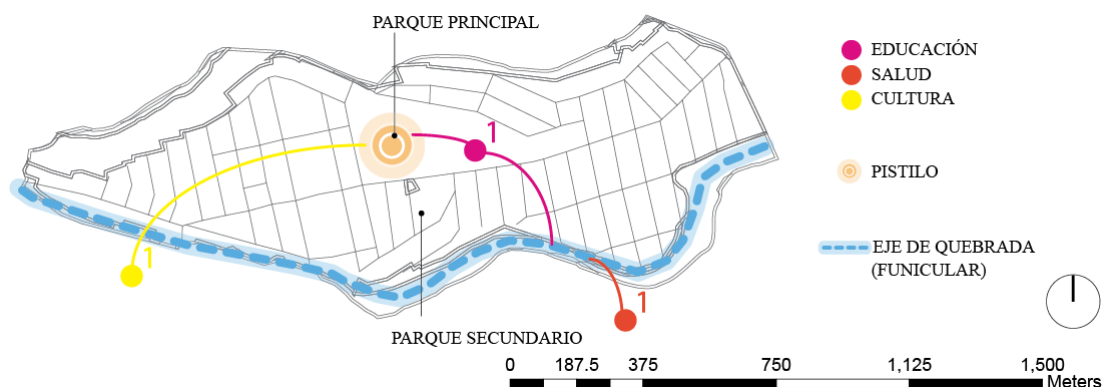 PARQUE PRINCIPAL
EDUCACIÓN
SALUD
CULTURA
1
PISTILO
1
EJE DE QUEBRADA
(FUNICULAR)
1
PARQUE SECUNDARIO
0 187.5 375 750 1,125 1,500
Meters